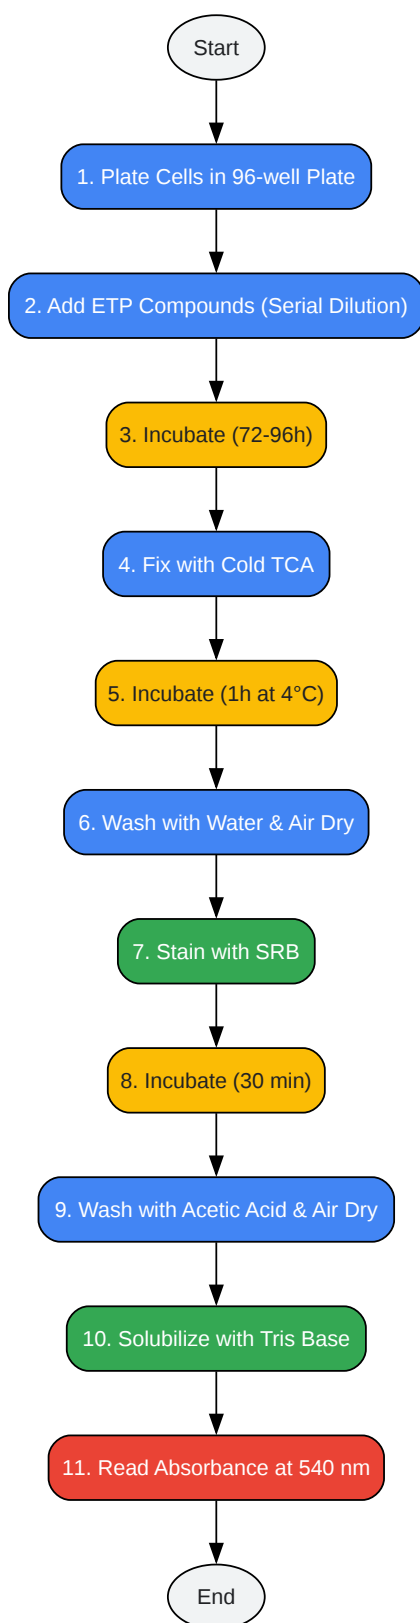 Start
1. Plate Cells in 96-well Plate
2. Add ETP Compounds (Serial Dilution)
3. Incubate (72-96h)
4. Fix with Cold TCA
5. Incubate (1h at 4°C)
6. Wash with Water & Air Dry
7. Stain with SRB
8. Incubate (30 min)
9. Wash with Acetic Acid & Air Dry
10. Solubilize with Tris Base
11. Read Absorbance at 540 nm
End